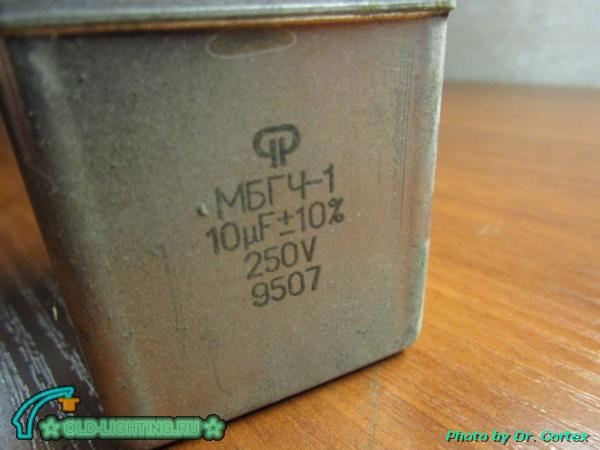 МБГЧ-1
10µF±10%
250V
9507
OLD-LIGHTING.RU
Photo by Dr. Cortex